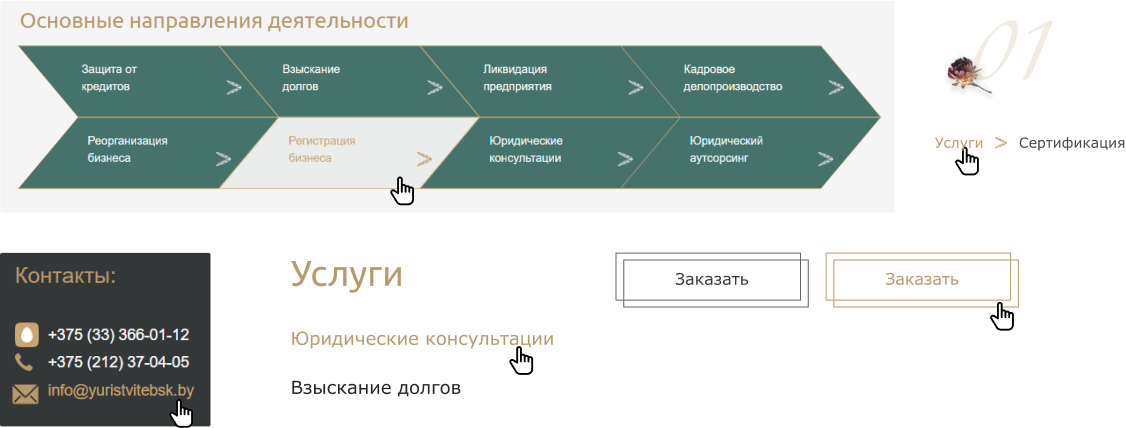 Основные направления деятельности
01
Защита от
кредитов
Взыскание
долгов
Ликвидация
предприятия
Кадровое
делопроизводство
Реорганизация
бизнеса
Регистрация
бизнеса
Юридические
консультации
Юридический
аутсорсинг
Услуги > Сертификация
Контакты:
+375 (33) 366-01-12
+375 (212) 37-04-05
info@yuristvitebsk.by
Услуги
Юридические консультации
Взыскание долгов
Заказать
Заказать